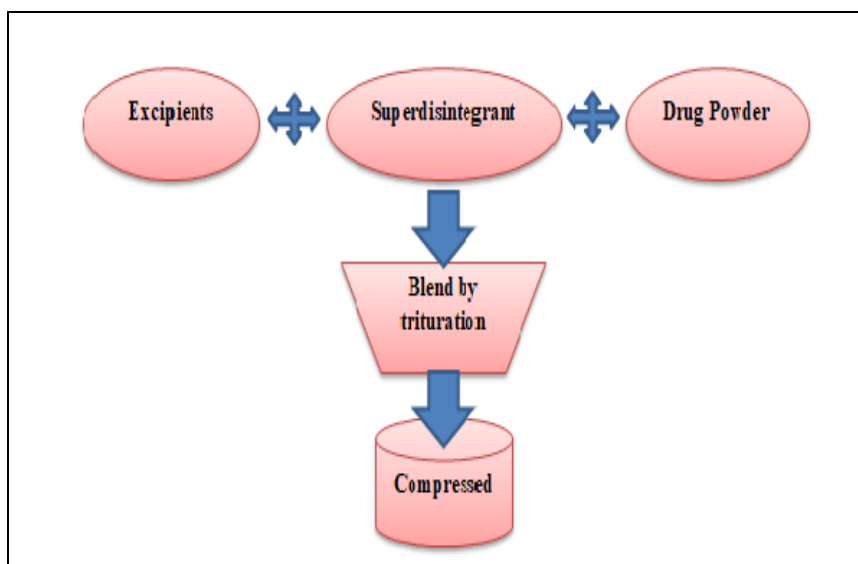 Excipients
Superdisintegrant
Drug Powder
Blend by
trituration
Compressed